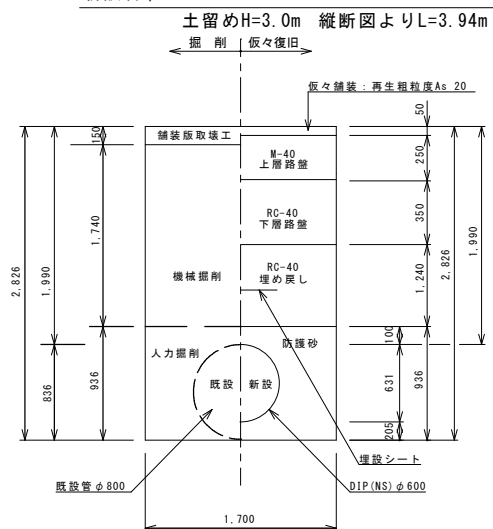 土留めH=3.0m 縦断図よりL=3.94m
掘 削 仮々復旧
仮々舗装：再生粗粒度As 20
舗装版取壊工
M-40
上層路盤
RC-40
下層路盤
RC-40
埋め戻し
機械掘削
人力掘削
防護砂
既設 新設
埋設シート
既設管φ800
DIP(NS)φ600
1,700
2,826
1,990
836
150
1,740
936
50
250
350
1,240
100
631
205
936
2,826
1,990